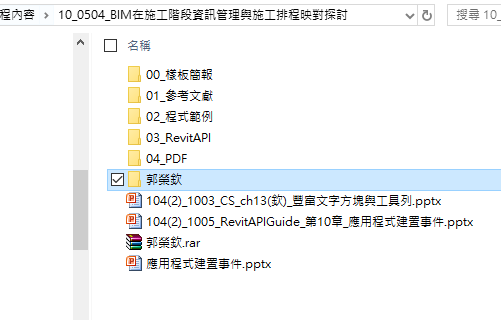 程內容 › 10_0504_BIM在施工階段資訊管理與施工排程映對探討
搜尋 10_
名稱
00_樣板簡報
01_參考文獻
02_程式範例
03_RevitAPI
04_PDF
郭榮欽
104(2)_1003_CS_ch13(欽)_豐富文字方塊與工具列.pptx
104(2)_1005_RevitAPIGuide_第10章_應用程式建置事件.pptx
郭榮欽.rar
應用程式建置事件.pptx